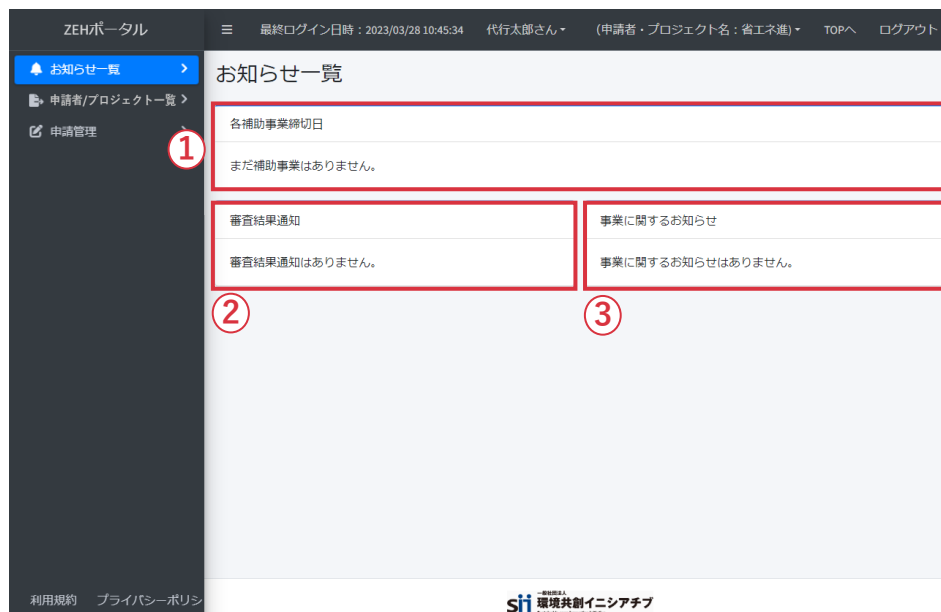 ZEHポータル
最終ログイン日時：2023/03/28 10:45:34 代行太郎さん (申請者・プロジェクト名：省エネ進) TOPへ ログアウト
お知らせ一覧
申請者/プロジェクト一覧
申請管理
お知らせ一覧
①
各補助事業締切日
まだ補助事業はありません。
審査結果通知
審査結果通知はありません。
②
事業に関するお知らせ
事業に関するお知らせはありません。
③
利用規約 プライバシーポリシ
sii 一般社団法人
環境共創イニシアチブ